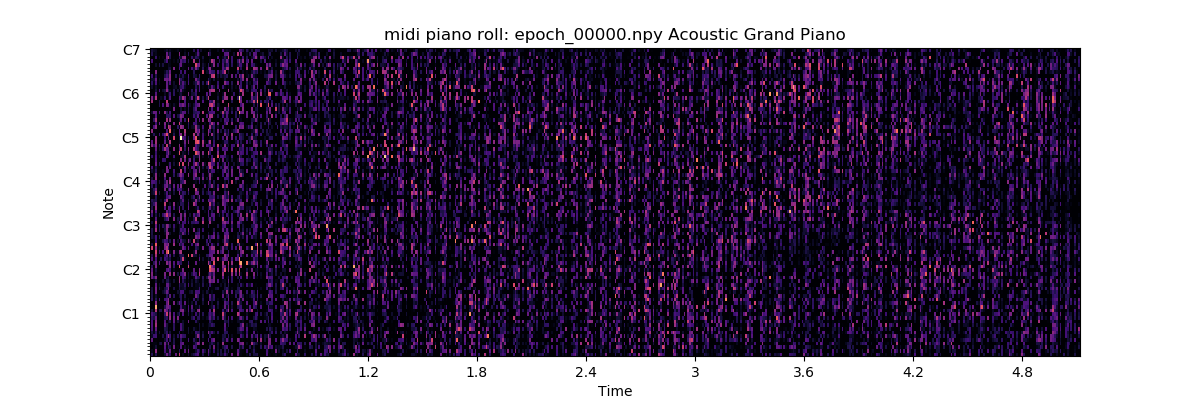 midi piano roll: epoch_00000.npy Acoustic Grand Piano
C7
C6
C5
C4
C3
C2
C1
Note
0 0.6 1.2 1.8 2.4 3 3.6 4.2 4.8
Time